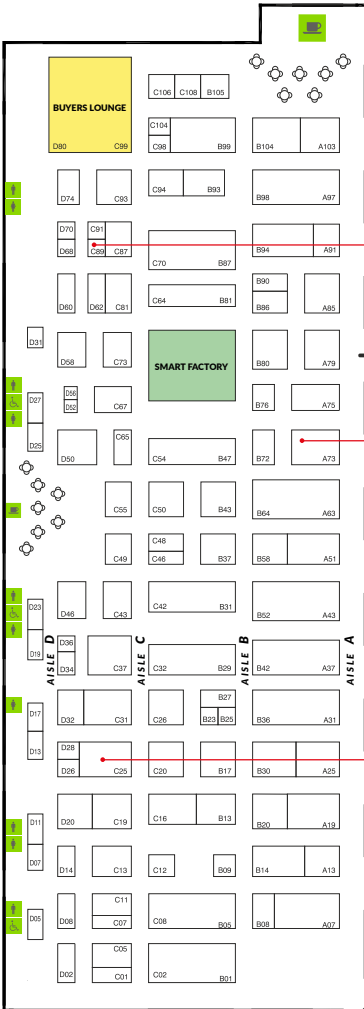 C106 C108 B105
BUYERS LOUNGE
D80 C99
C104
C98 B99
B104 A103
D74
C93
C94 B93
B98 A97
D70 C91
D68 C89 C87
C70 B87
B94 A91
D60
D62 C81
C64 B81
B90
B86
A85
D31
D58
C73
SMART FACTORY
B80
A79
D27
D56
D52
C67
B76
A75
D25
D50
C65
C54 B47
B72
A73
C55
C50
B43
B64 A63
C49
C48
C46
B37
B58 A51
D23
D46
C43
C42 B31
B52 A43
D19
D36
D34
C37
C32 B29
B42 A37
AISLE D
AISLE C
AISLE B
AISLE A
D17
D32 C31
C26
B27
B23 B25
B36 A31
D13
D28
D26 C25
C20
B17
B30 A25
D11
D20 C19
C16 B13
B20 A19
D07
D14
C13
C12
B09
B14 A13
D05
D08
C11
C07
C08 B05
B08 A07
D02
C05
C01
C02 B01